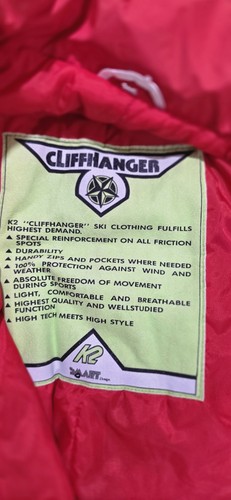 CLIFFHANGER
K2 "CLIFFHANGER" SKI CLOTHING FULFILLS
HIGHEST DEMAND.
▲ SPECIAL REINFORCEMENT ON ALL FRICTION
SPOTS
▲ DURABILITY
▲ HANDY ZIPS AND POCKETS WHERE NEEDED
▲ 100% PROTECTION AGAINST WIND AND
WEATHER
▲ ABSOLUTE FREEDOM OF MOVEMENT
DURING SPORTS
▲ LIGHT, COMFORTABLE AND BREATHABLE
▲ HIGHEST QUALITY AND WELLSTUDIED
FUNCTION
▲ HIGH TECH MEETS HIGH STYLE
K2